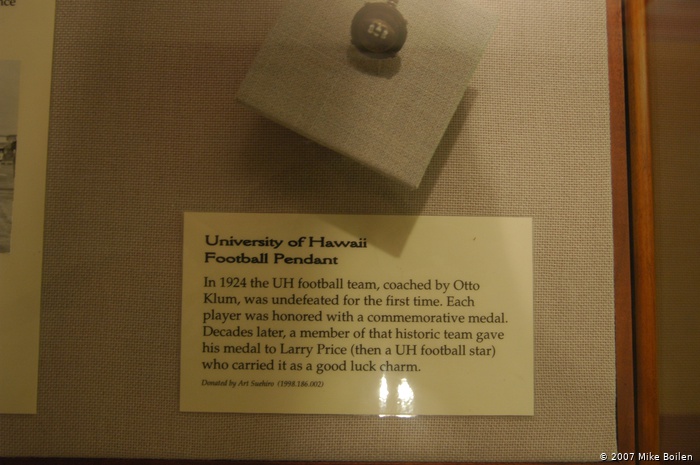 nce
H
University of Hawaii
Football Pendant
In 1924 the UH football team, coached by Otto
Klum, was undefeated for the first time. Each
player was honored with a commemorative medal.
Decades later, a member of that historic team gave
his medal to Larry Price (then a UH football star)
who carried it as a good luck charm.
Donated by Art Suehiro (1998.186.002)
© 2007 Mike Boilen